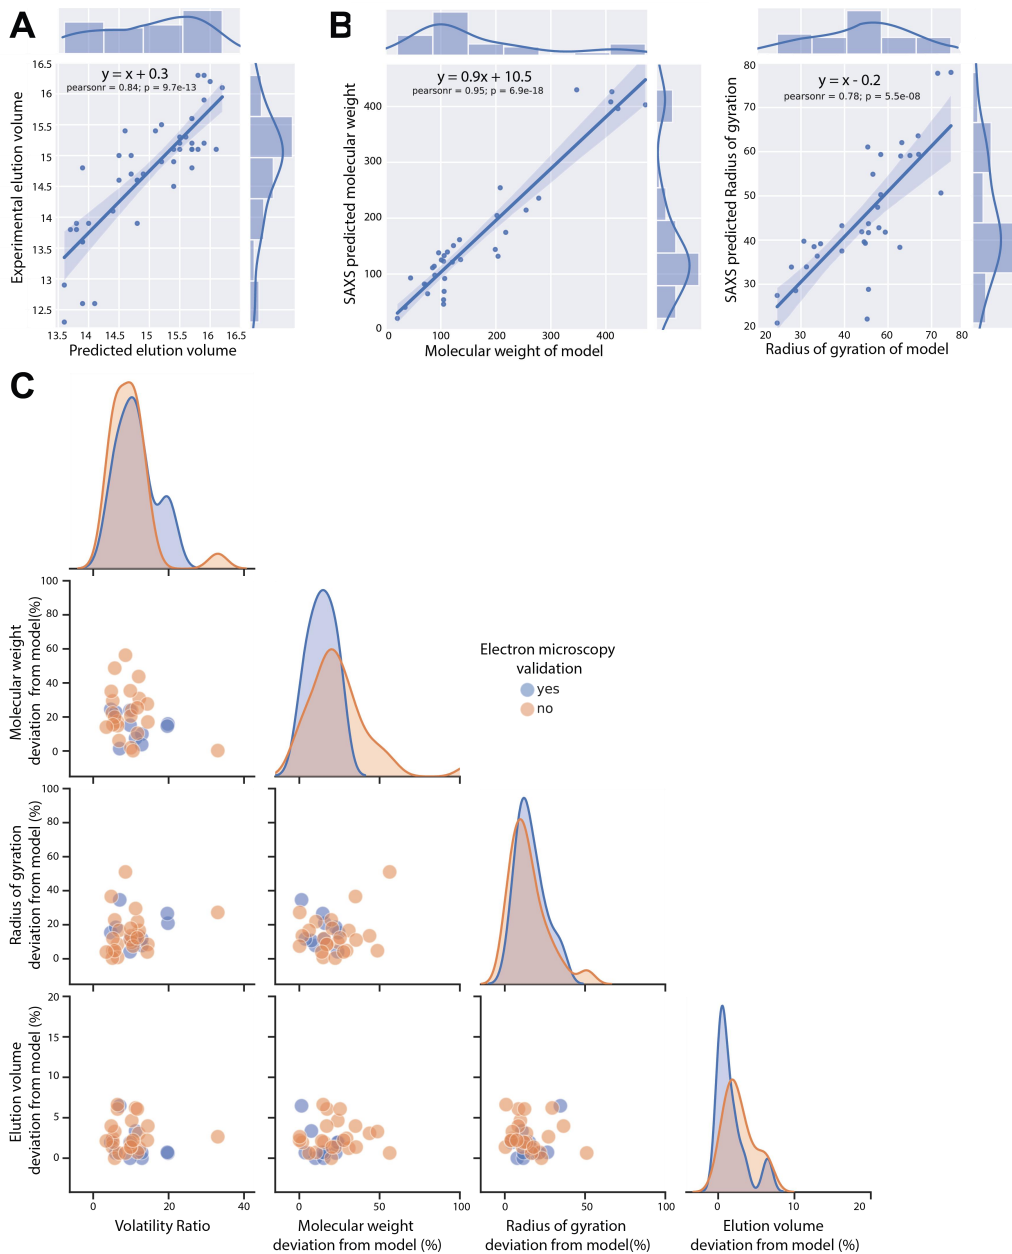 A
B
y = x + 0.3
pearsonr = 0.84; p = 9.7e-13
Experimental elution volume
16.5
16
15.5
15
14.5
14
13.5
13
12.5
13.5 14 14.5 15 15.5 16 16.5
Predicted elution volume
y = 0.9x + 10.5
pearsonr = 0.95; p = 6.9e-18
SAXS predicted molecular weight
400
300
200
100
0
0 100 200 300 400
Molecular weight of model
y = x - 0.2
pearsonr = 0.78; p = 5.5e-08
SAXS predicted Radius of gyration
80
70
60
50
40
30
20
20 30 40 50 60 70 80
Radius of gyration of model
C
Molecular weight
deviation from model(%)
100
80
60
40
20
0
Electron microscopy
validation
yes
no
Radius of gyration
deviation from model (%)
100
80
60
40
20
0
Elution volume
deviation from model (%)
20
15
10
5
0
0 20 40
Volatility Ratio
0 50 100
Molecular weight
deviation from model (%)
0 50 100
Radius of gyration
deviation from model(%)
0 10 20
Elution volume
deviation from model (%)